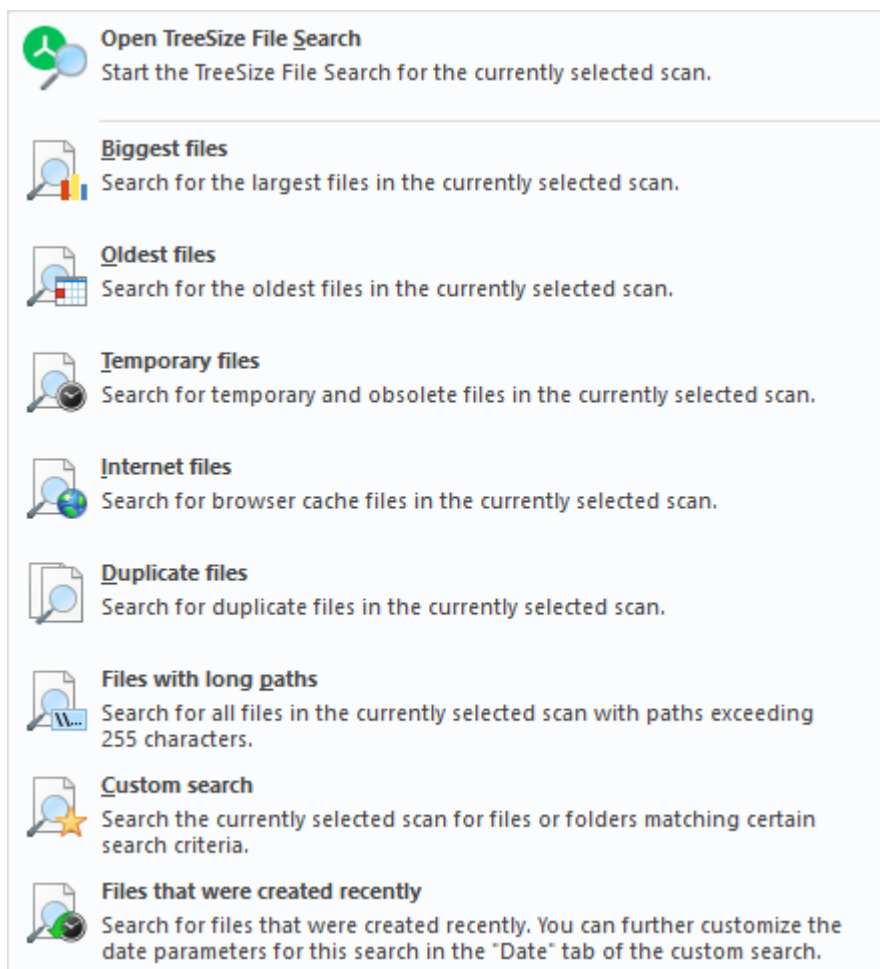 Open TreeSize File Search
Start the TreeSize File Search for the currently selected scan.
Biggest files
Search for the largest files in the currently selected scan.
Oldest files
Search for the oldest files in the currently selected scan.
Temporary files
Search for temporary and obsolete files in the currently selected scan.
Internet files
Search for browser cache files in the currently selected scan.
Duplicate files
Search for duplicate files in the currently selected scan.
Files with long paths
\\...
Search for all files in the currently selected scan with paths exceeding
255 characters.
Custom search
Search the currently selected scan for files or folders matching certain
search criteria.
Files that were created recently
Search for files that were created recently. You can further customize the
date parameters for this search in the "Date" tab of the custom search.